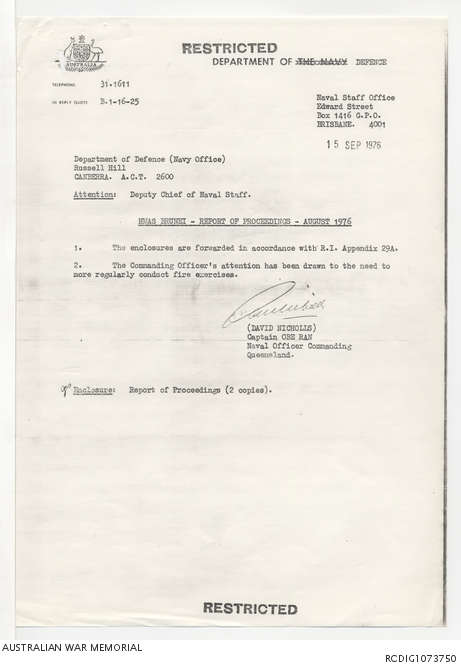 RESTRICTED
DEPARTMENT OF THE NAVY DEFENCE
AUSTRALIA
TELEPHONE 31.1611
IN REPLY QUOTE B.1-16-25
Naval Staff Office
Edward Street
Box 1416 G.P.O.
BRISBANE. 4001
15 SEP 1976
Department of Defence (Navy Office)
Russell Hill
CANBERRA. A.C.T. 2600
Attention: Deputy Chief of Naval Staff.
HMAS BRUNEI - REPORT OF PROCEEDINGS - AUGUST 1976
1. The enclosures are forwarded in accordance with R.I. Appendix 29A.
2. The Commanding Officer's attention has been drawn to the need to
more regularly conduct fire exercises.
(DAVID NICHOLLS)
Captain OBE RAN
Naval Officer Commanding
Queensland.
Enclosure: Report of Proceedings (2 copies).
RESTRICTED
AUSTRALIAN WAR MEMORIAL
RCDIG1073750